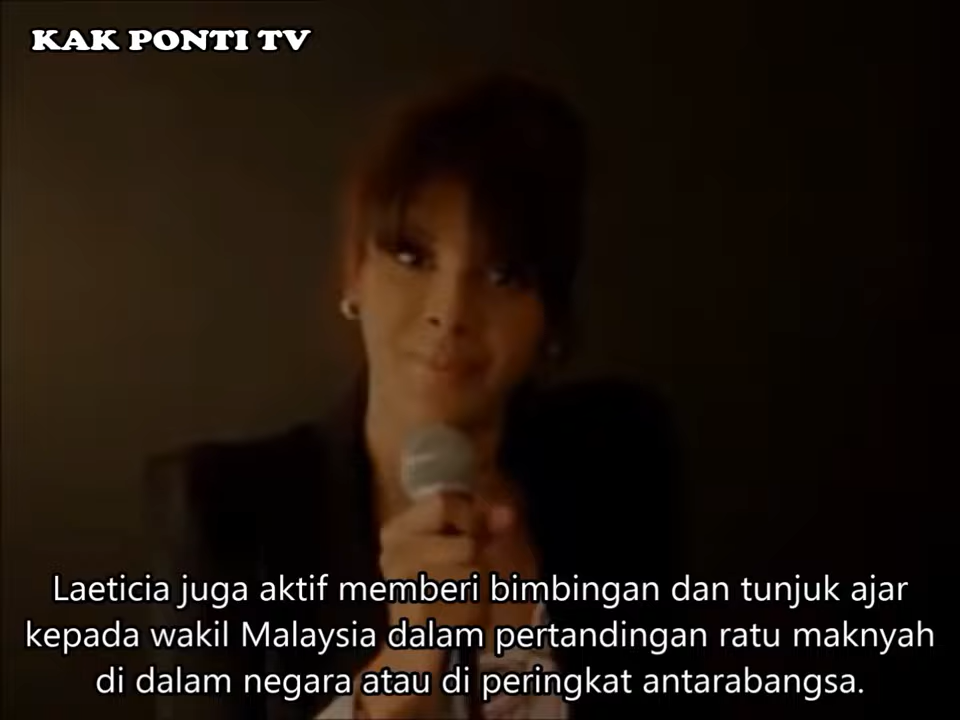 KAK PONTI TV
Laeticia juga aktif memberi bimbingan dan tunjuk ajar
kepada wakil Malaysia dalam pertandingan ratu maknyah
di dalam negara atau di peringkat antarabangsa.